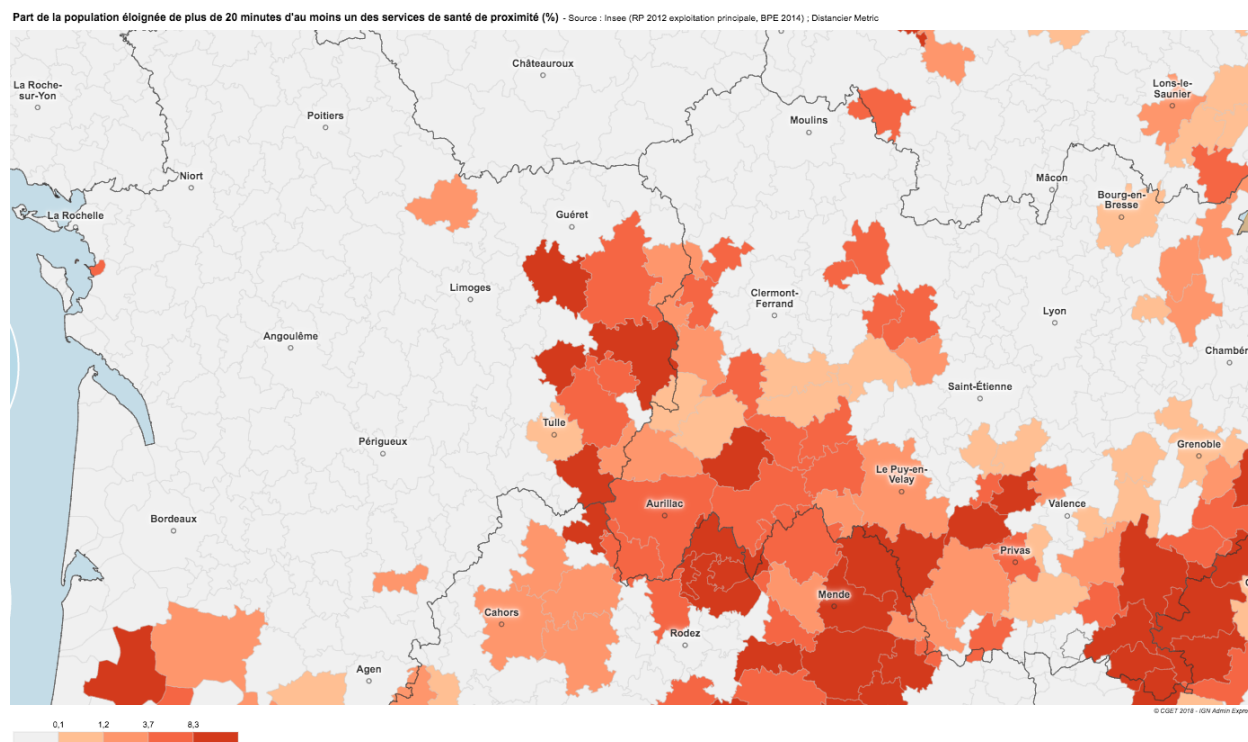 Part de la population éloignée de plus de 20 minutes d'au moins un des services de santé de proximité (%) - Source : Insee (RP 2012 exploitation principale, BPE 2014) ; Distancier Metric
Châteauroux
La Roche-
sur-Yon
Lons-le-
Saunier
Poitiers
Moulins
Niort
Mâcon
Bourg-en-
Bresse
La Rochelle
Guéret
Limoges
Clermont-
Ferrand
Lyon
Angoulême
Chambér
Saint-Étienne
Tulle
Périgueux
Grenoble
Le Puy-en-
Velay
Aurillac
Valence
Bordeaux
Privas
Mende
Cahors
Rodez
Agen
© CGET 2018 - IGN Admin Expre
0,1 1,2 3,7 8,3